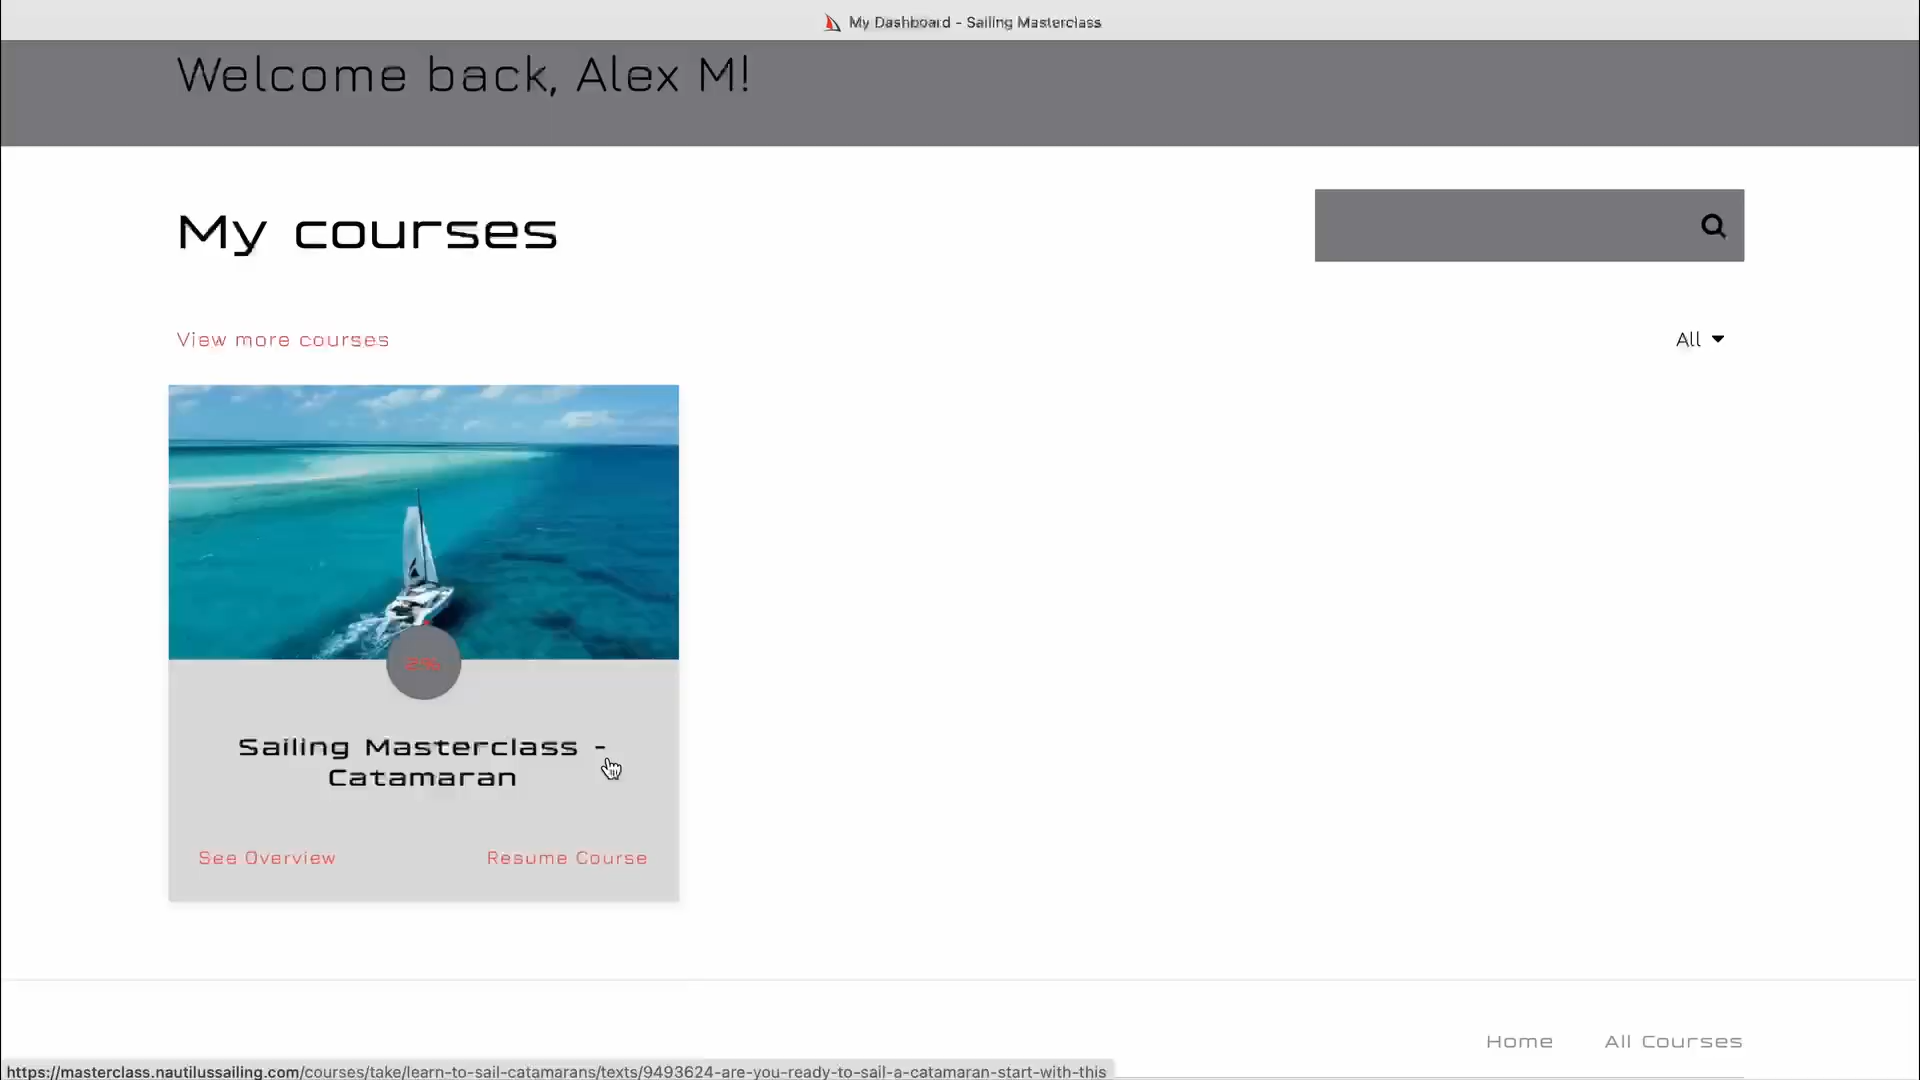 My Dashboard - Sailing Masterclass
Welcome back, Alex M!
My courses
View more courses
All
2%
Sailing Masterclass -
Catamaran
See Overview
Resume Course
Home
All Courses
https://masterclass.nautilussailing.com/courses/take/learn-to-sail-catamarans/texts/9493624-are-you-ready-to-sail-a-catamaran-start-with-this